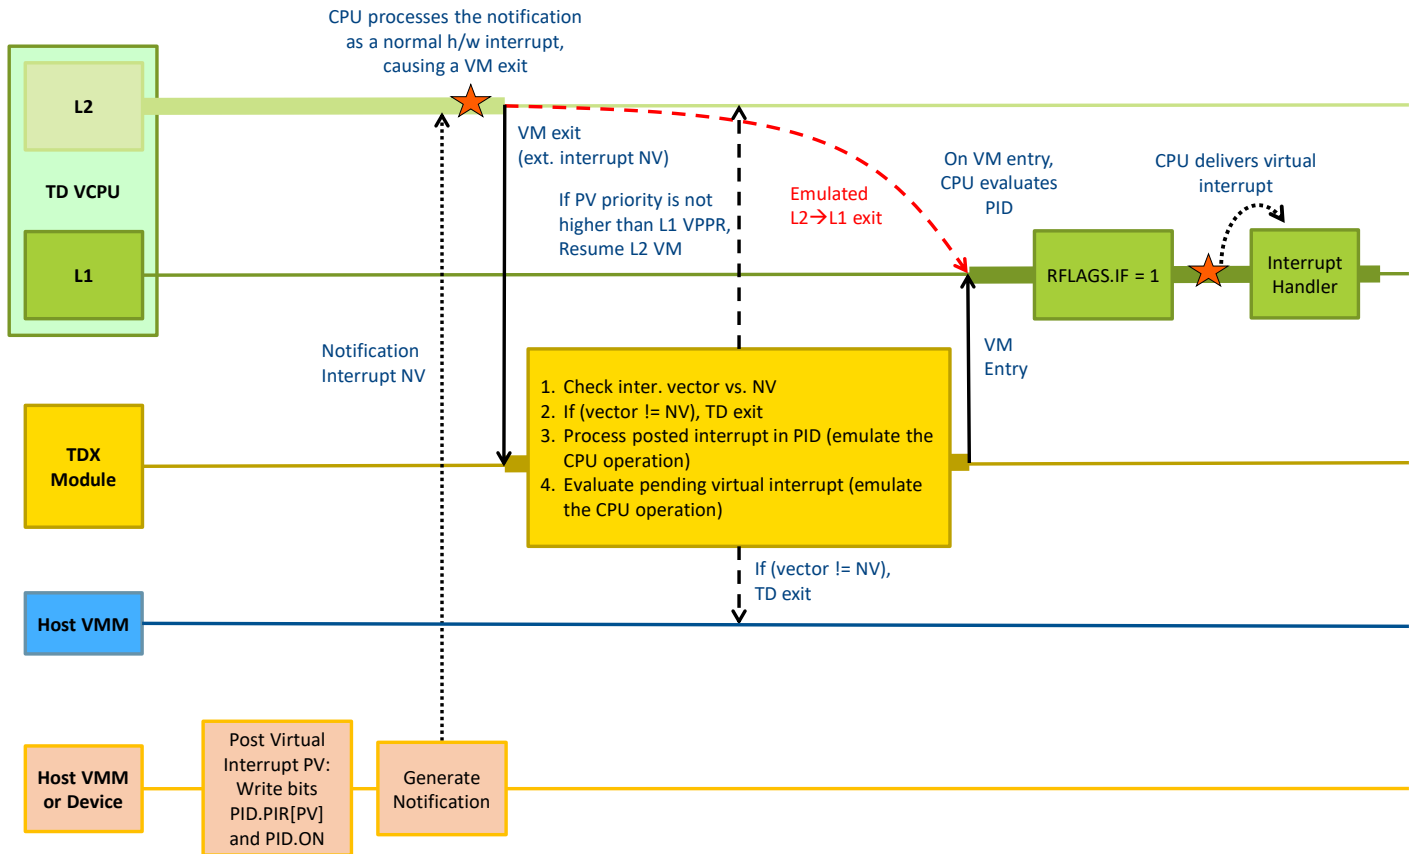 CPU processes the notification
as a normal h/w interrupt,
causing a VM exit
L2
TD VCPU
L1
VM exit
(ext. interrupt NV)
If PV priority is not
higher than L1 VPPR,
Resume L2 VM
Emulated
L2→L1 exit
On VM entry,
CPU evaluates
PID
CPU delivers virtual
interrupt
RFLAGS.IF = 1
Interrupt
Handler
Notification
Interrupt NV
VM
Entry
TDX
Module
1. Check inter. vector vs. NV
2. If (vector != NV), TD exit
3. Process posted interrupt in PID (emulate the
CPU operation)
4. Evaluate pending virtual interrupt (emulate
the CPU operation)
If (vector != NV),
TD exit
Host VMM
Host VMM
or Device
Post Virtual
Interrupt PV:
Write bits
PID.PIR[PV]
and PID.ON
Generate
Notification